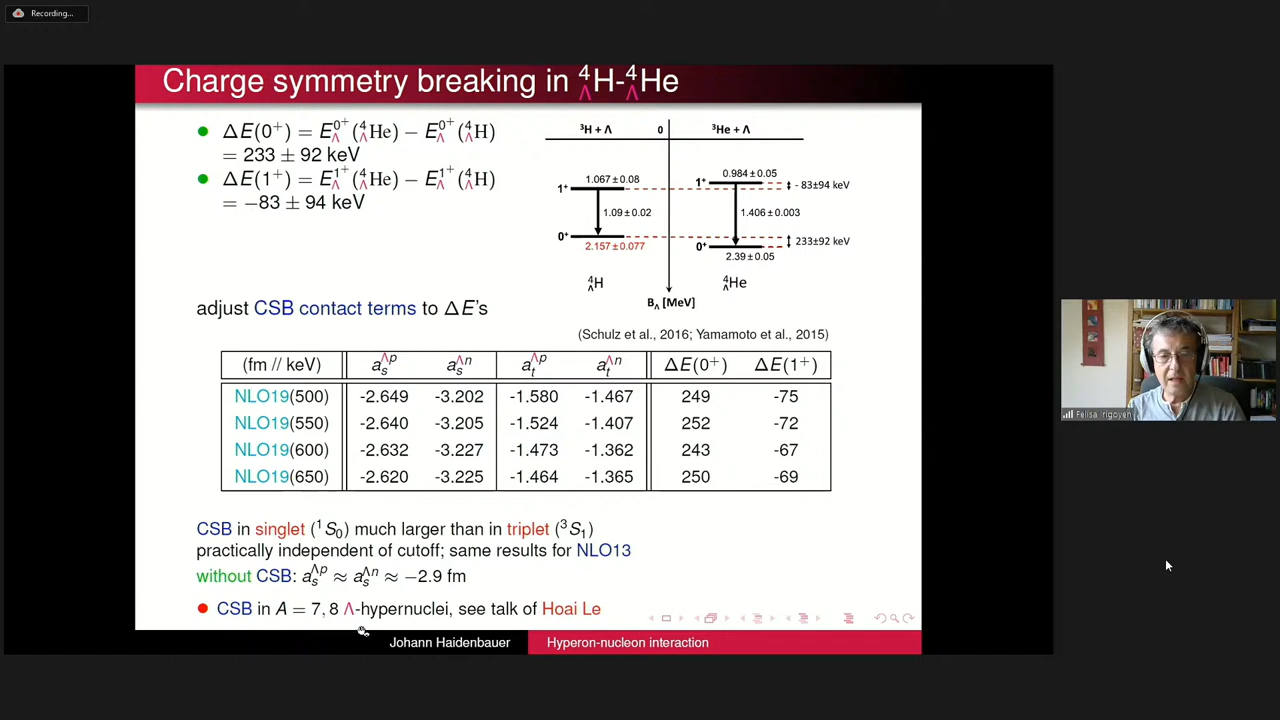 Recording...
Charge symmetry breaking in ⁴ΛH-⁴ΛHe
ΔE(0⁺) = E_Λ^{0⁺}(⁴ΛHe) − E_Λ^{0⁺}(⁴ΛH)
= 233 ± 92 keV
ΔE(1⁺) = E_Λ^{1⁺}(⁴ΛHe) − E_Λ^{1⁺}(⁴ΛH)
= −83 ± 94 keV
³H + Λ 0 ³He + Λ
1⁺ 1.067±0.08 1⁺ 0.984±0.05 - 83±94 keV
1.09±0.02 1.406±0.003
0⁺ 2.157±0.077 0⁺ 2.39±0.05 233±92 keV
⁴ΛH ⁴ΛHe
B_Λ [MeV]
adjust CSB contact terms to ΔE's
(Schulz et al., 2016; Yamamoto et al., 2015)
(fm // keV) a_s^{Λp} a_s^{Λn} a_t^{Λp} a_t^{Λn} ΔE(0⁺) ΔE(1⁺)
NLO19(500) -2.649 -3.202 -1.580 -1.467 249 -75
NLO19(550) -2.640 -3.205 -1.524 -1.407 252 -72
NLO19(600) -2.632 -3.227 -1.473 -1.362 243 -67
NLO19(650) -2.620 -3.225 -1.464 -1.365 250 -69
CSB in singlet (¹S₀) much larger than in triplet (³S₁)
practically independent of cutoff; same results for NLO13
without CSB: a_s^{Λp} ≈ a_s^{Λn} ≈ −2.9 fm
CSB in A = 7, 8 Λ-hypernuclei, see talk of Hoai Le
Johann Haidenbauer Hyperon-nucleon interaction
Felisa Irigoyen